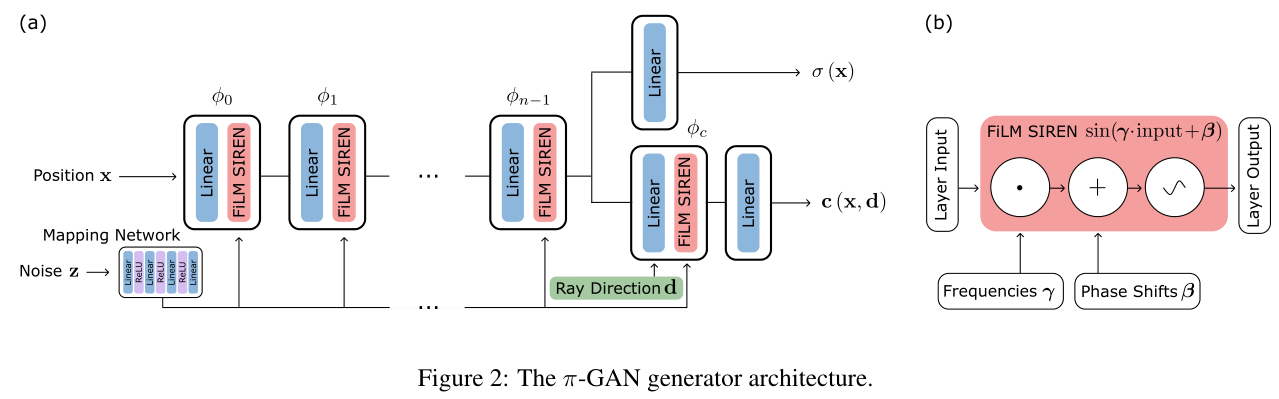 (a)
(b)
ϕ₀
ϕ₁
ϕₙ₋₁
Linear
σ (x)
ϕ_c
Position x
Linear
FiLM SIREN
Linear
FiLM SIREN
...
Linear
FiLM SIREN
Linear
FiLM SIREN
Linear
c (x, d)
Mapping Network
Noise z
Linear
ReLU
Linear
ReLU
Linear
ReLU
Linear
Ray Direction d
...
Layer Input
FiLM SIREN sin(γ·input+β)
·
+
Layer Output
Frequencies γ
Phase Shifts β
Figure 2: The π-GAN generator architecture.